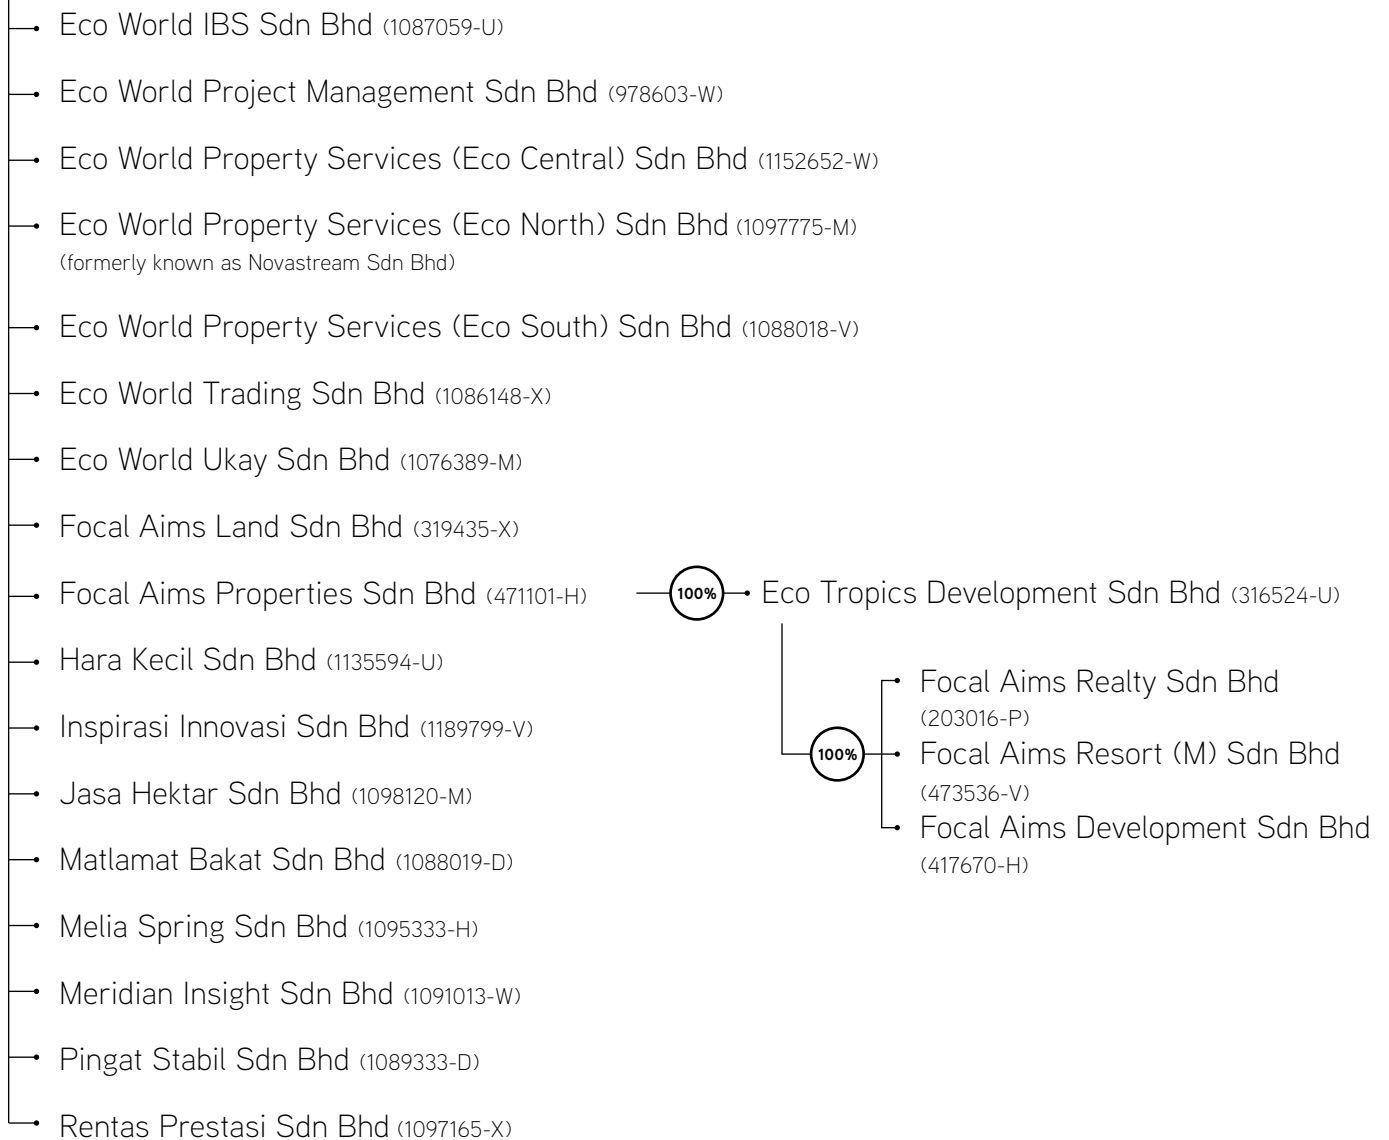 Eco World IBS Sdn Bhd (1087059-U)
Eco World Project Management Sdn Bhd (978603-W)
Eco World Property Services (Eco Central) Sdn Bhd (1152652-W)
Eco World Property Services (Eco North) Sdn Bhd (1097775-M)
(formerly known as Novastream Sdn Bhd)
Eco World Property Services (Eco South) Sdn Bhd (1088018-V)
Eco World Trading Sdn Bhd (1086148-X)
Eco World Ukay Sdn Bhd (1076389-M)
Focal Aims Land Sdn Bhd (319435-X)
Focal Aims Properties Sdn Bhd (471101-H) 100% Eco Tropics Development Sdn Bhd (316524-U)
Hara Kecil Sdn Bhd (1135594-U)
Inspirasi Innovasi Sdn Bhd (1189799-V)
Jasa Hektar Sdn Bhd (1098120-M)
Matlamat Bakat Sdn Bhd (1088019-D)
Melia Spring Sdn Bhd (1095333-H)
Meridian Insight Sdn Bhd (1091013-W)
Pingat Stabil Sdn Bhd (1089333-D)
Rentas Prestasi Sdn Bhd (1097165-X)
100%
Focal Aims Realty Sdn Bhd
(203016-P)
Focal Aims Resort (M) Sdn Bhd
(473536-V)
Focal Aims Development Sdn Bhd
(417670-H)